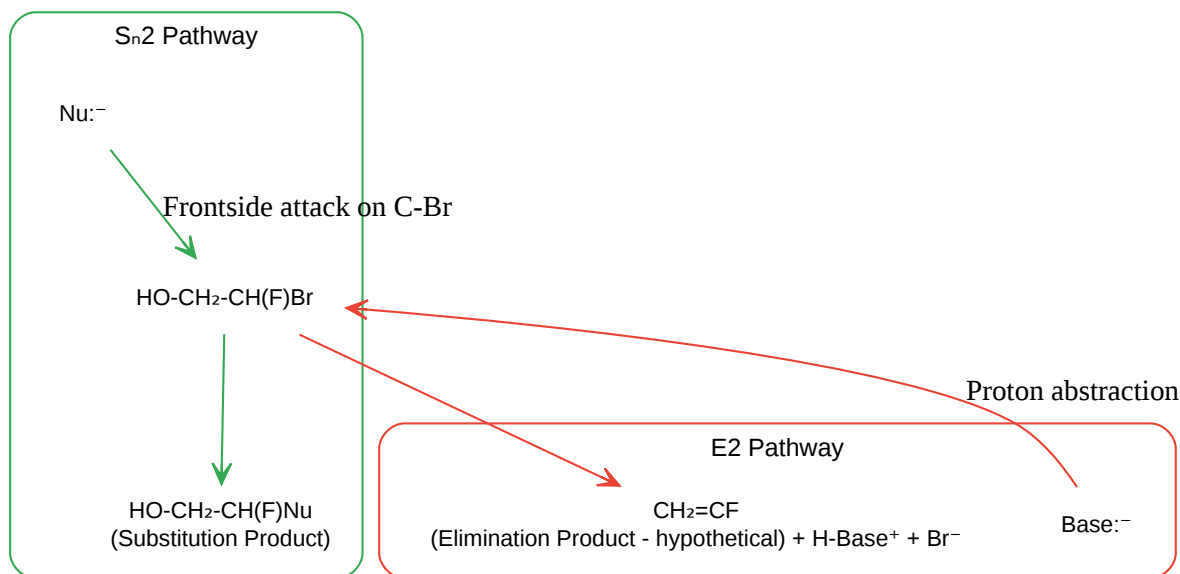 Sₙ2 Pathway
Nu:⁻
Frontside attack on C-Br
HO-CH₂-CH(F)Br
Proton abstraction
E2 Pathway
HO-CH₂-CH(F)Nu
(Substitution Product)
CH₂=CF
(Elimination Product - hypothetical) + H-Base⁺ + Br⁻
Base:⁻